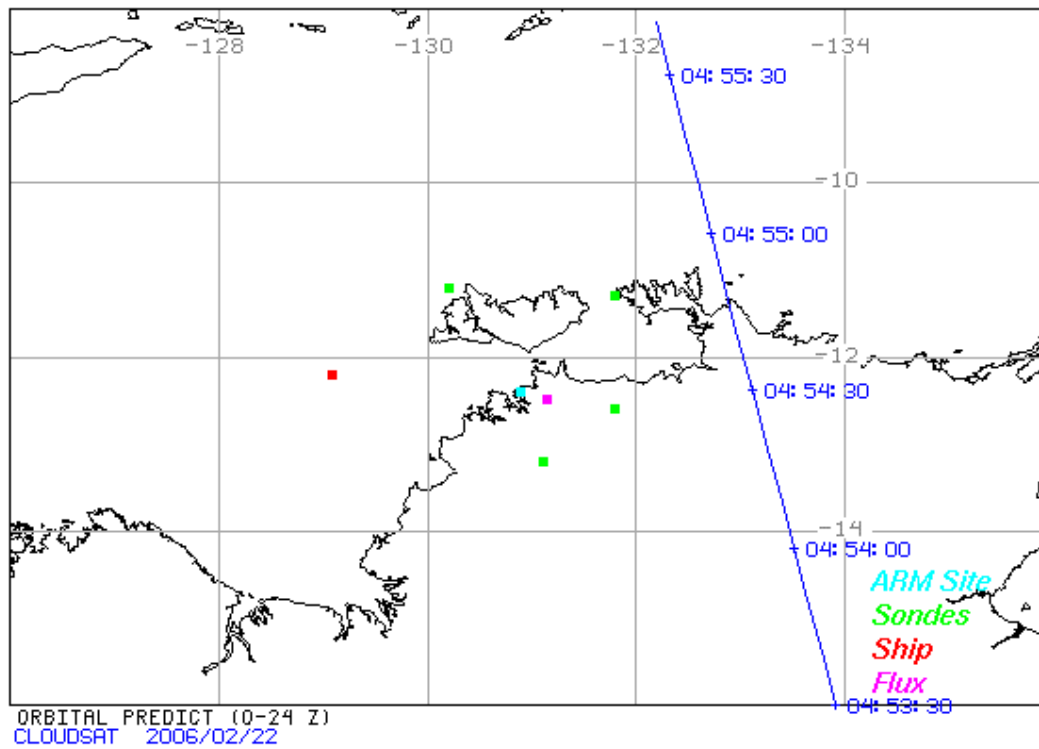 -128
-130
-132
-134
04:55:30
-10
04:55:00
-12
04:54:30
-14
04:54:00
ARM Site
Sondes
Ship
Flux
04:53:30
ORBITAL PREDICT (0-24 Z)
CLOUDSAT 2006/02/22